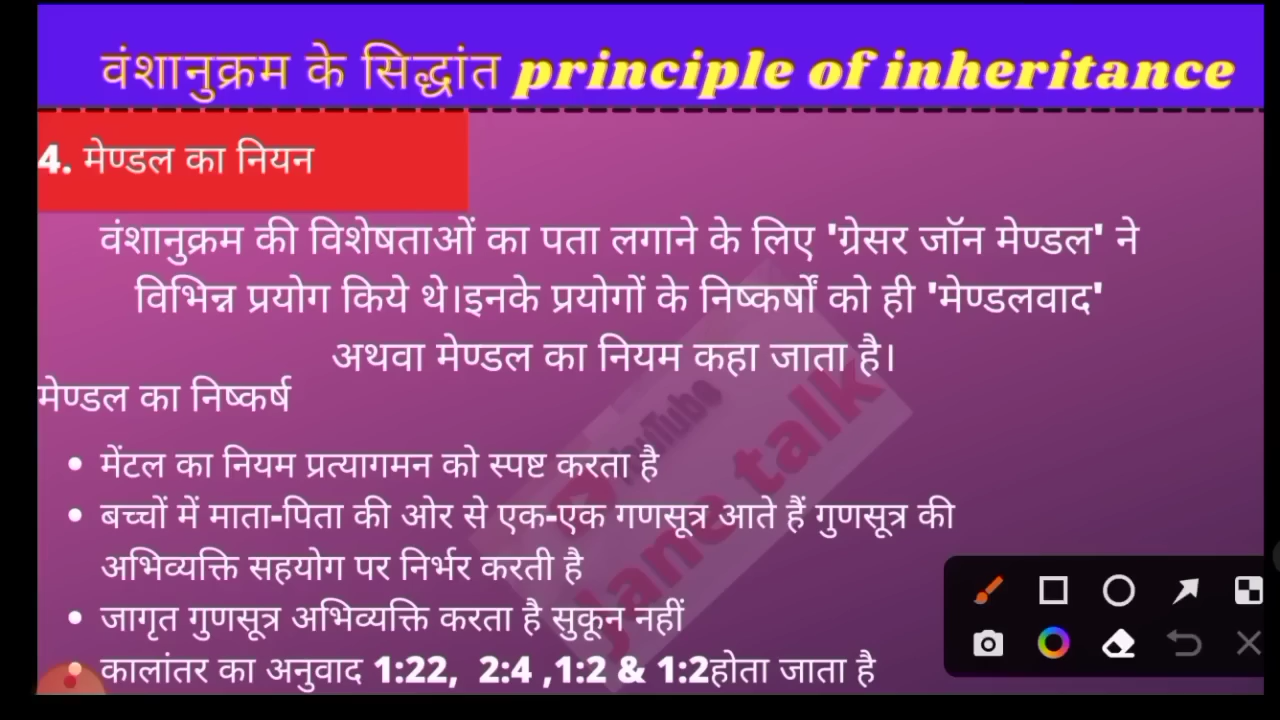 वंशानुक्रम के सिद्धांत principle of inheritance
4. मेण्डल का नियन
वंशानुक्रम की विशेषताओं का पता लगाने के लिए 'ग्रेसर जॉन मेण्डल' ने
विभिन्न प्रयोग किये थे।इनके प्रयोगों के निष्कर्षों को ही 'मेण्डलवाद'
अथवा मेण्डल का नियम कहा जाता है।
मेण्डल का निष्कर्ष
मेंटल का नियम प्रत्यागमन को स्पष्ट करता है
बच्चों में माता-पिता की ओर से एक-एक गणसूत्र आते हैं गुणसूत्र की
अभिव्यक्ति सहयोग पर निर्भर करती है
जागृत गुणसूत्र अभिव्यक्ति करता है सुकून नहीं
कालांतर का अनुवाद 1:22, 2:4 ,1:2 & 1:2होता जाता है
YouTube
Jane talk